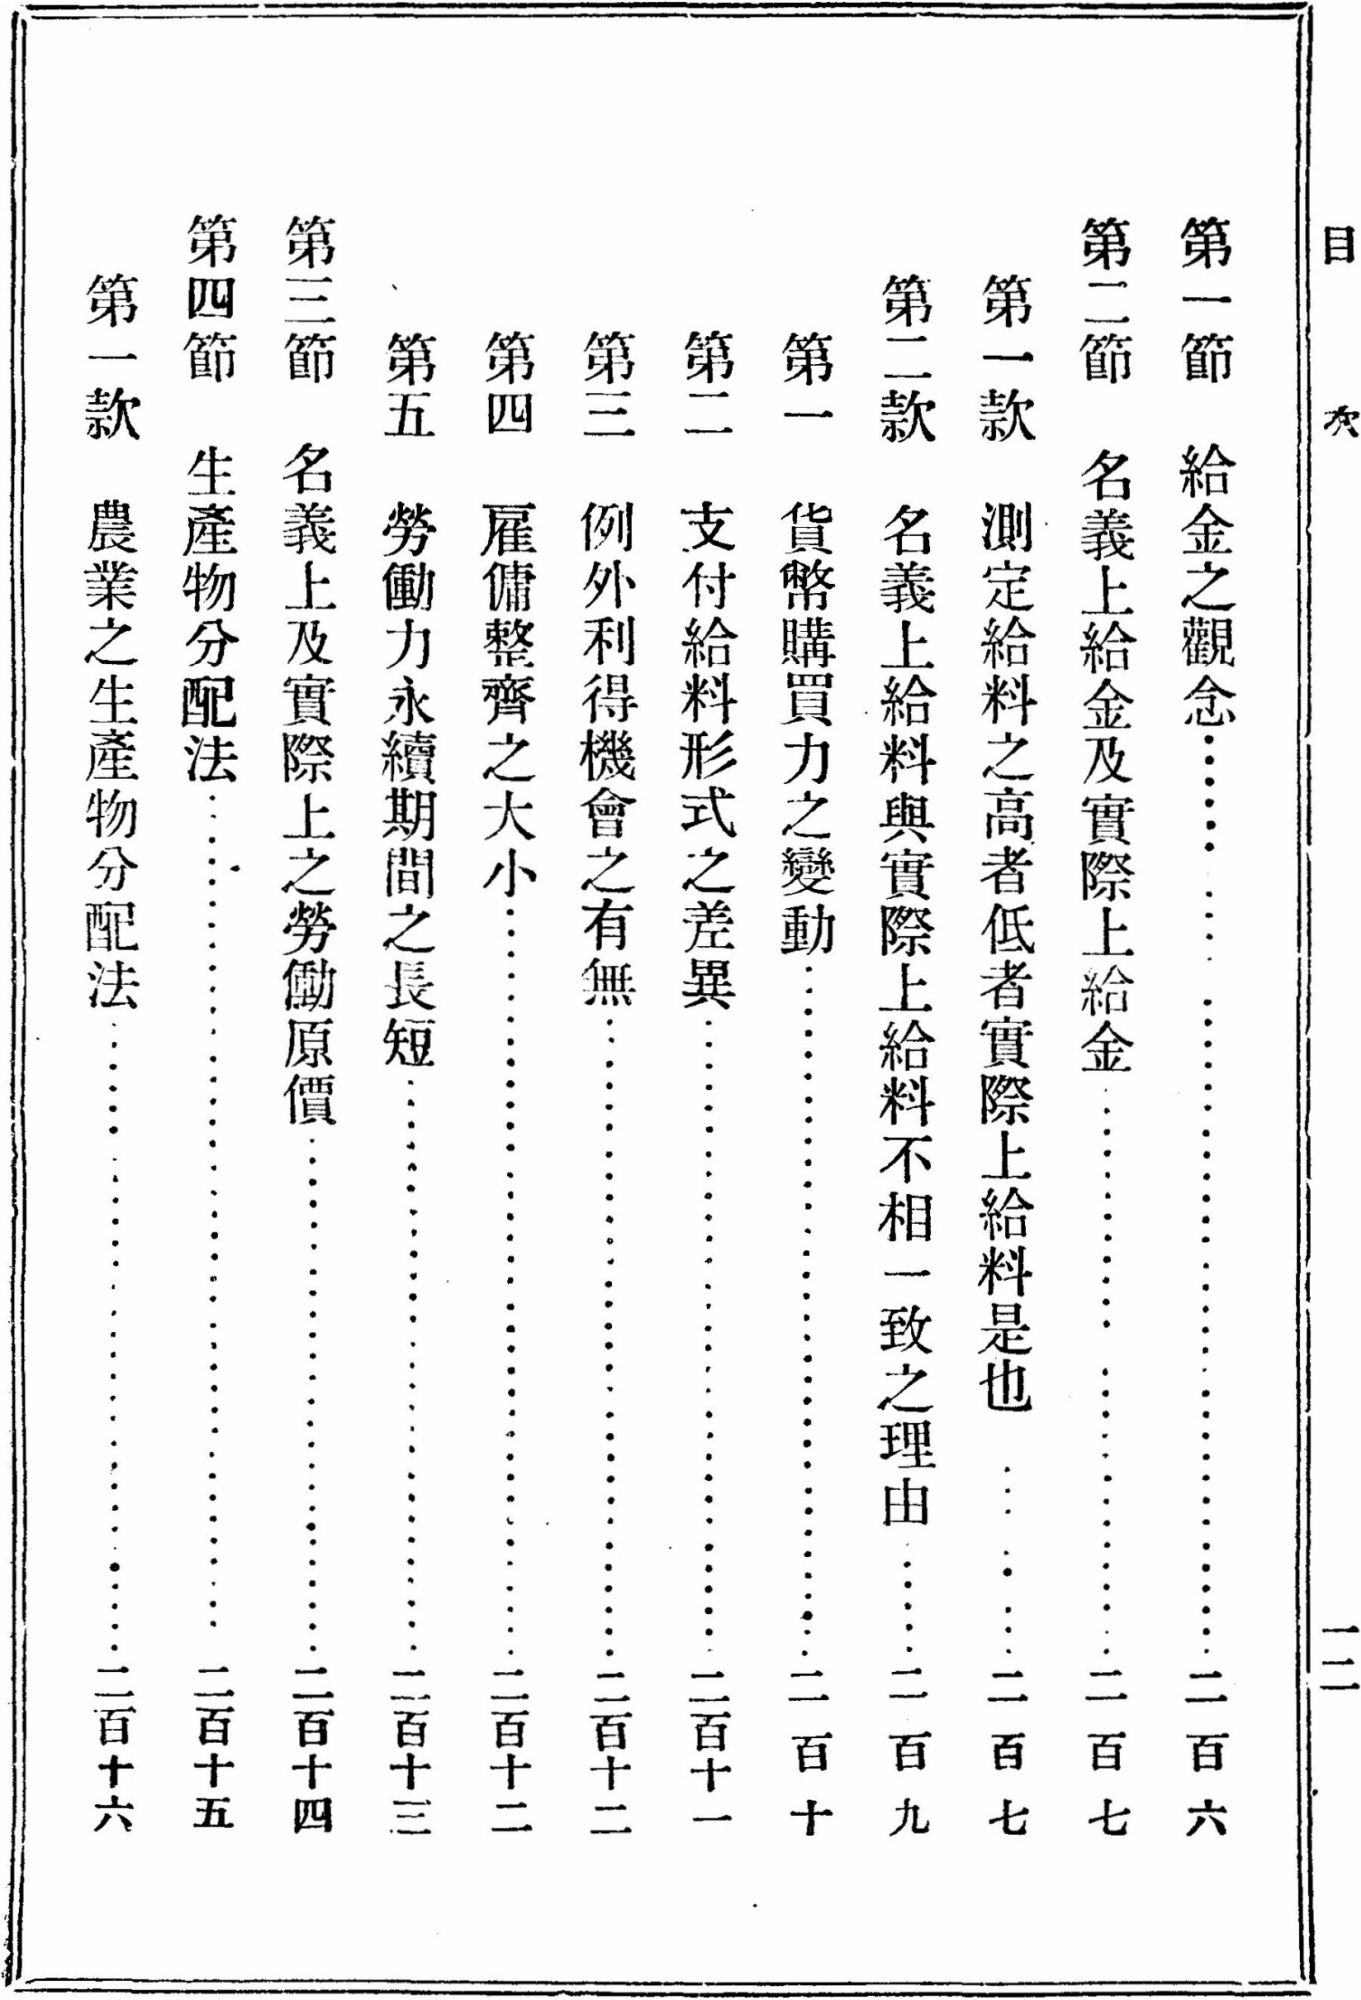 目次 一二
第一節 給金之觀念…………二百六
第二節 名義上給金及實際上給金…………二百七
第一款 測定給料之高者低者實際上給料是也…………二百七
第二款 名義上給料與實際上給料不相一致之理由…………二百九
第一 貨幣購買力之變動…………二百十
第二 支付給料形式之差異…………二百十一
第三 例外利得機會之有無…………二百十二
第四 雇傭整齊之大小…………二百十二
第五 勞働力永續期間之長短…………二百十三
第三節 名義上及實際上之勞働原價…………二百十四
第四節 生產物分配法…………二百十五
第一款 農業之生產物分配法…………二百十六